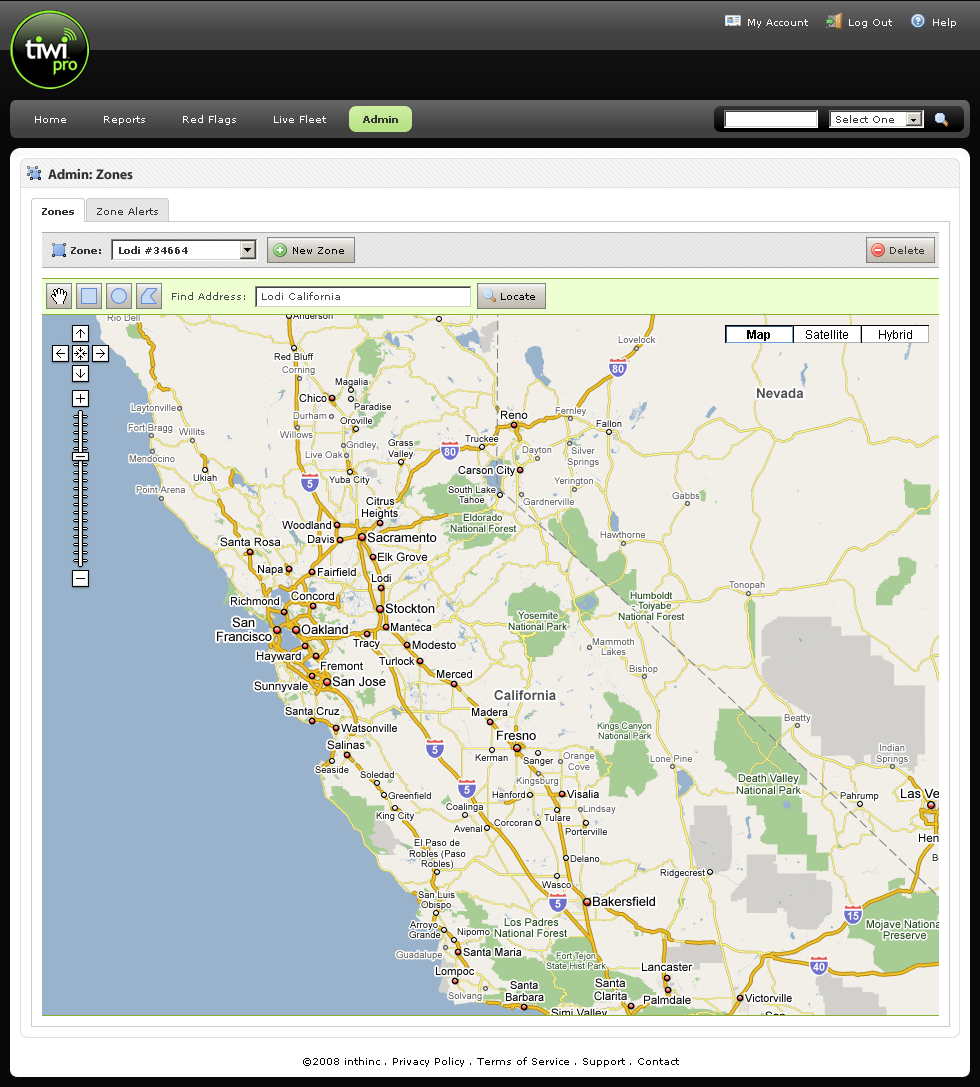 tiwi
pro
My Account
Log Out
Help
Home
Reports
Red Flags
Live Fleet
Admin
Select One
Admin: Zones
Zones
Zone Alerts
Zone:
Lodi #34664
New Zone
Delete
Find Address:
Lodi California
Locate
Map
Satellite
Hybrid
Rio Dell
Anderson
Red Bluff
Corning
Lovelock
80
Nevada
Magalia
Chico
Paradise
Laytonville
Durham
Oroville
Reno
Fernley
Fallon
Fort Bragg
Willits
Willows
Gridley
Grass
Valley
Truckee
80
Dayton
Silver
Springs
Mendocino
Live Oak
Ukiah
5
Yuba City
Carson City
Yerington
Point Arena
South Lake
Tahoe
Gardnerville
Gabbs
Citrus
Heights
Eldorado
National Forest
Woodland
Davis
Sacramento
Hawthorne
Santa Rosa
Elk Grove
Napa
Fairfield
Lodi
Tonopah
Richmond
Concord
Stockton
Humboldt
Toiyabe
National Forest
Yosemite
National Park
San
Francisco
Oakland
Manteca
Tracy
Modesto
Mammoth
Lakes
Hayward
Fremont
Turlock
Bishop
Sunnyvale
San Jose
Merced
California
Santa Cruz
Madera
Watsonville
Kings Canyon
National Park
Beatty
Salinas
5
Fresno
Indian
Springs
Seaside
Kerman
Sanger
Orange
Cove
Lone Pine
Soledad
Kingsburg
Death Valley
National Park
5
Greenfield
Hanford
Visalia
Pahrump
Las Ve
King City
Coalinga
Lindsay
Tulare
Avenal
Corcoran
Porterville
Hen
El Paso de
Robles (Paso
Robles)
Delano
B
Wasco
Ridgecrest
San Luis
Obispo
5
Bakersfield
15
Arroyo
Grande
Nipomo
Los Padres
National Forest
Mojave Nationa
Preserve
Guadalupe
Santa Maria
Fort Tejon
State Hist Park
40
Lompoc
Lancaster
Solvang
Santa
Barbara
Santa
Clarita
Palmdale
Victorville
Simi Valley
San
©2008 inthinc . Privacy Policy . Terms of Service . Support . Contact